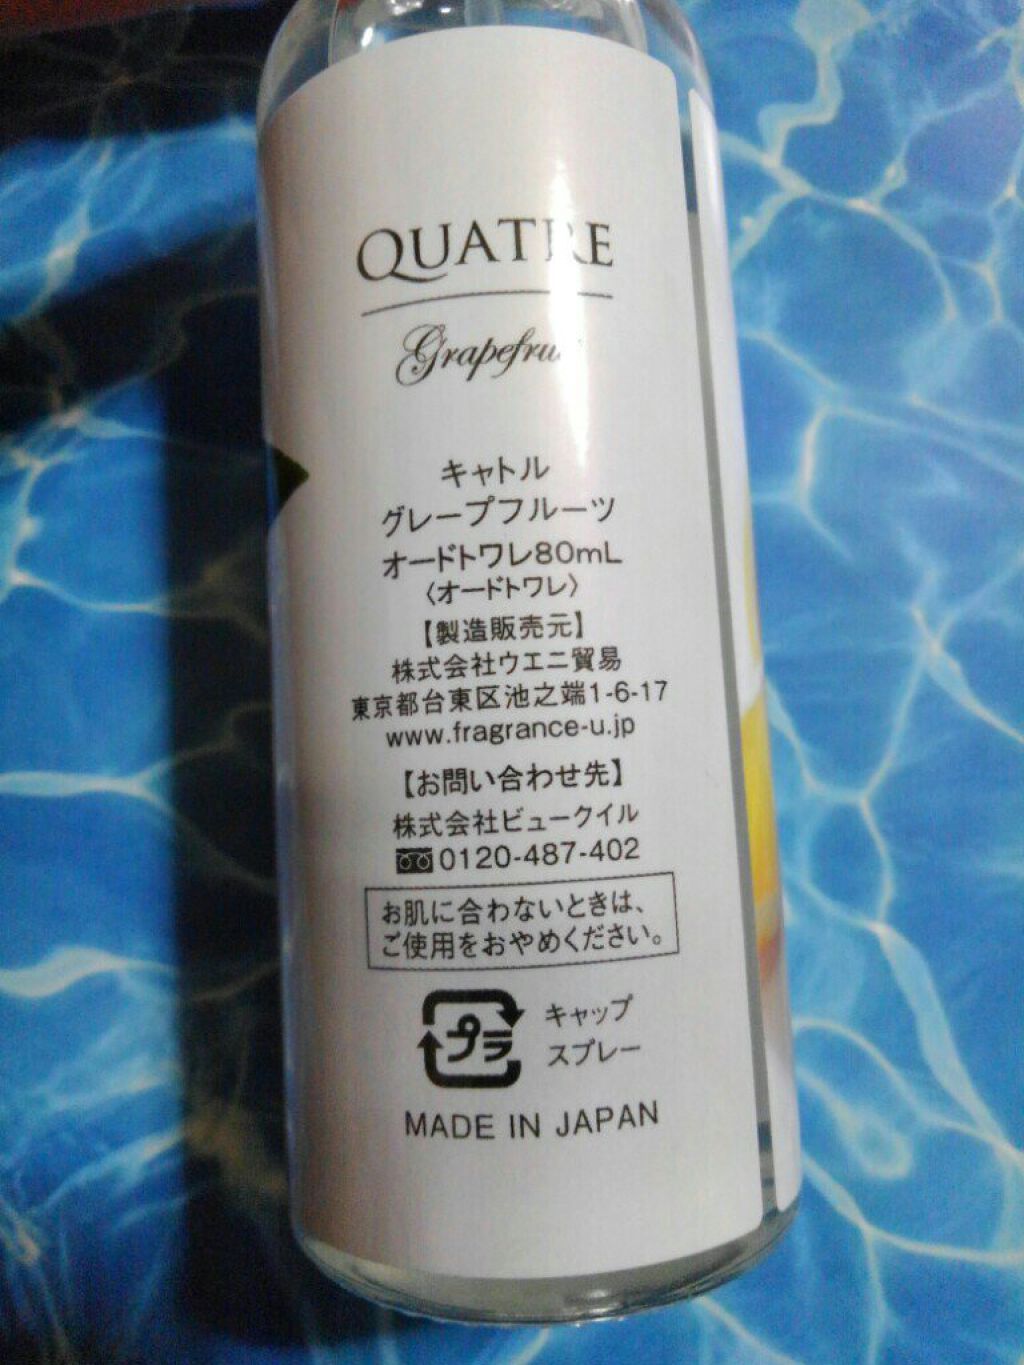 QUATRE
Grapefruit
キャトル
グレープフルーツ
オードトワレ80mL
〈オードトワレ〉
【製造販売元】
株式会社ウエニ貿易
東京都台東区池之端1-6-17
www.fragrance-u.jp
【お問い合わせ先】
株式会社ビュークイル
0120-487-402
お肌に合わないときは、
ご使用をおやめください。
プラ
キャップ
スプレー
MADE IN JAPAN